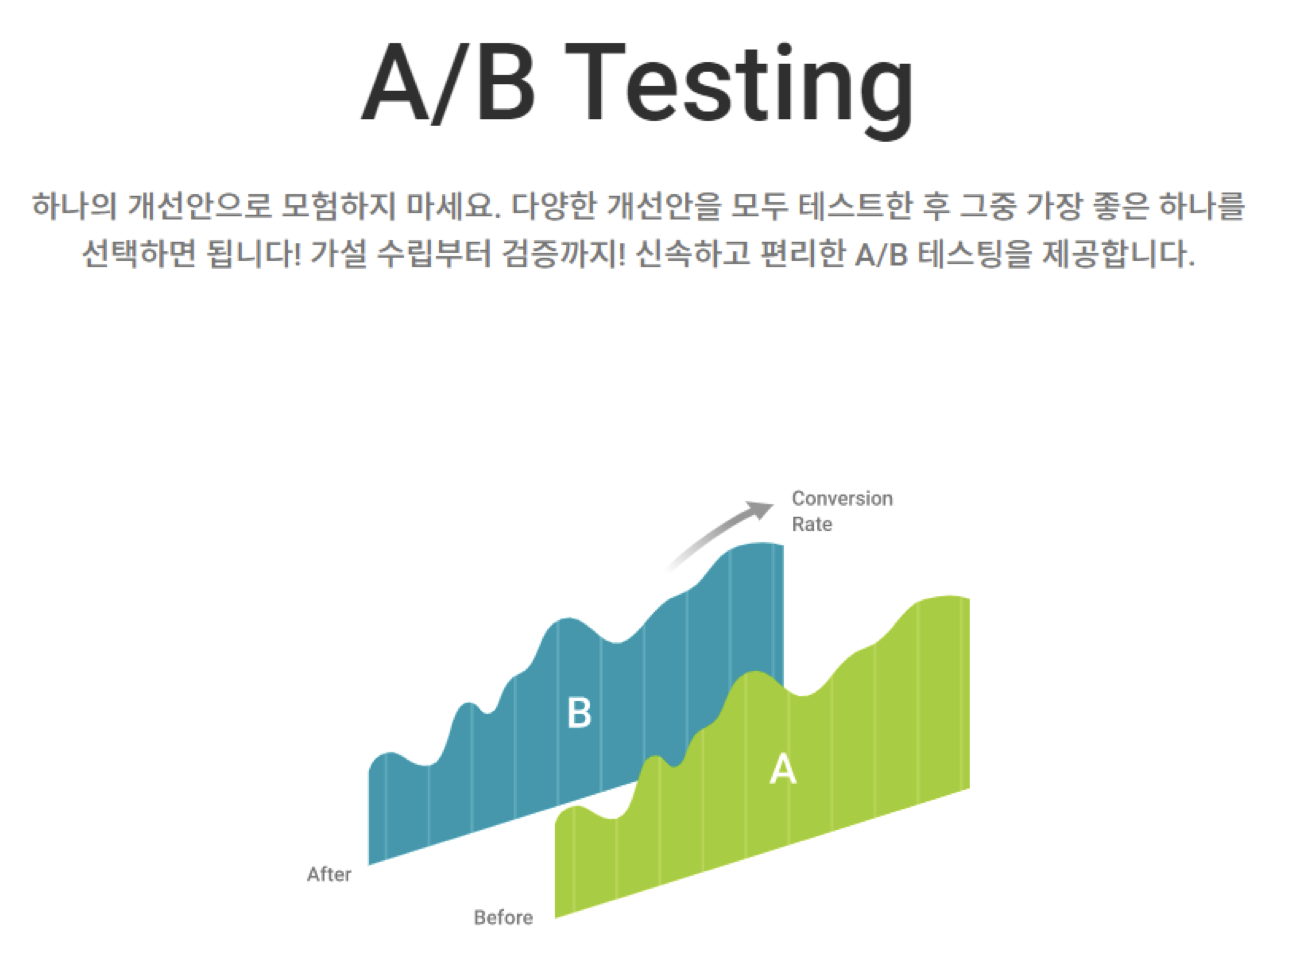 A/B Testing
하나의 개선안으로 모험하지 마세요. 다양한 개선안을 모두 테스트한 후 그중 가장 좋은 하나를
선택하면 됩니다! 가설 수립부터 검증까지! 신속하고 편리한 A/B 테스팅을 제공합니다.
Conversion
Rate
B
A
After
Before